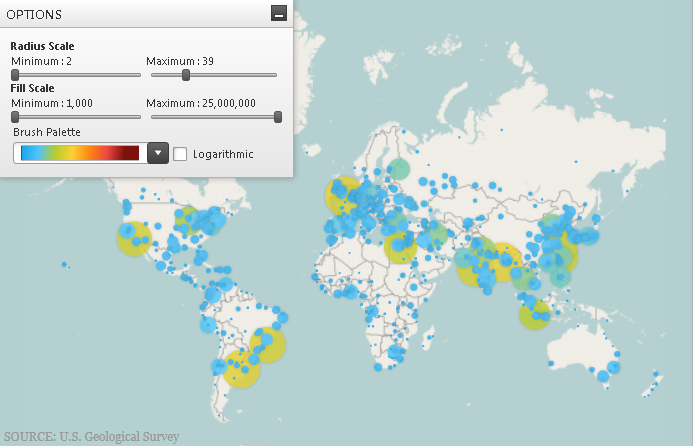 OPTIONS
Radius Scale
Minimum : 2 Maximum : 39
Fill Scale
Minimum : 1,000 Maximum : 25,000,000
Brush Palette
Logarithmic
SOURCE: U.S. Geological Survey